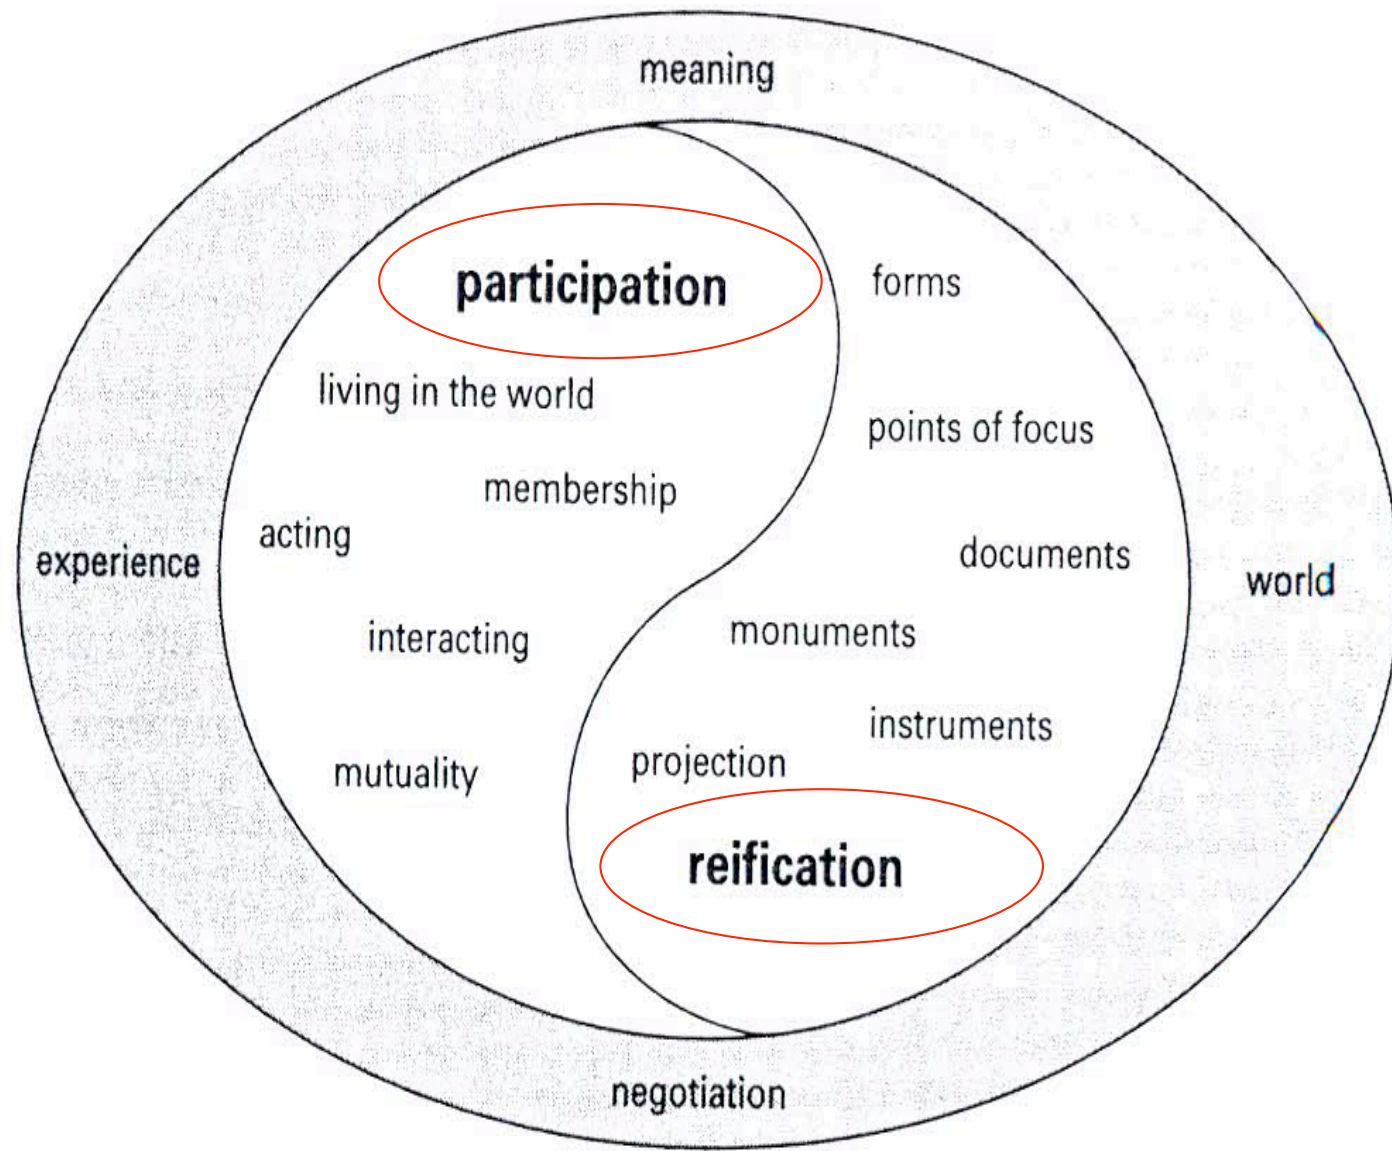 meaning
participation
forms
living in the world
points of focus
membership
acting
documents
experience
world
interacting
monuments
instruments
projection
mutuality
reification
negotiation